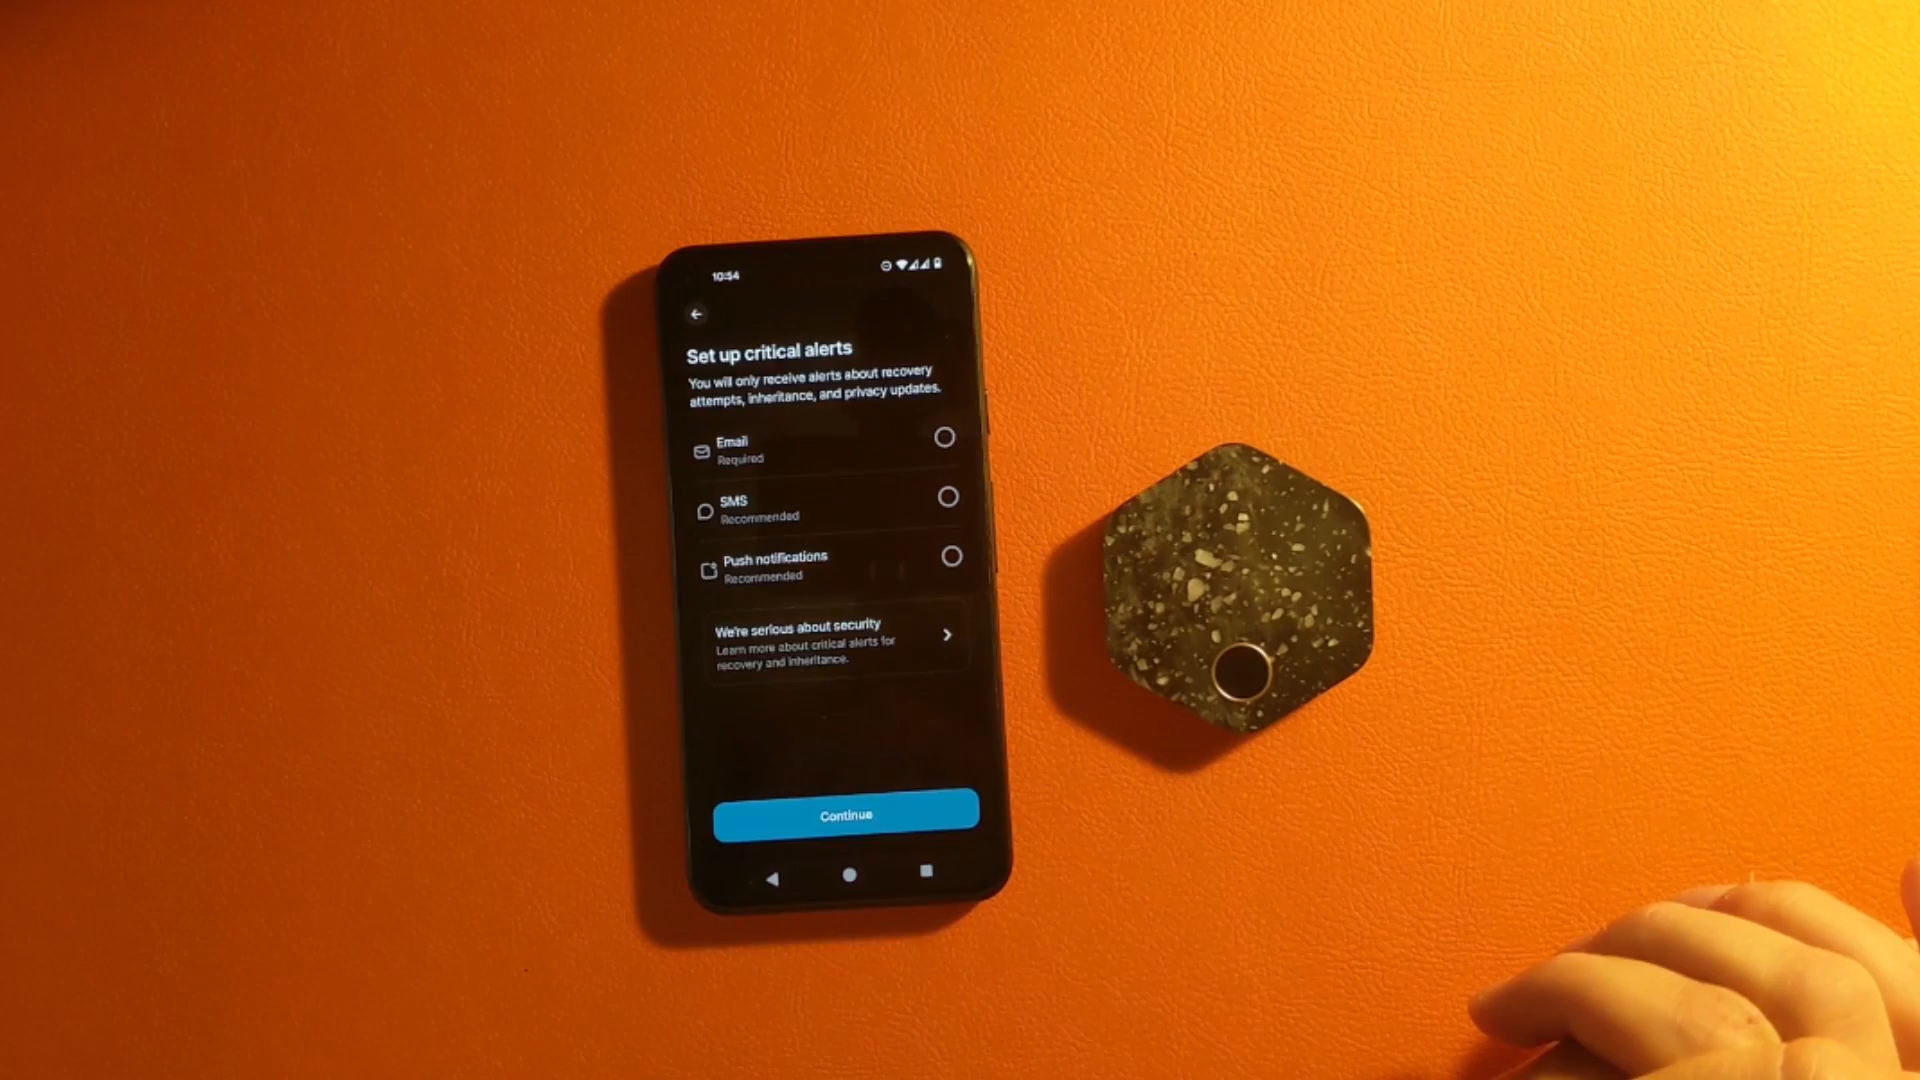 10:54
Set up critical alerts
You will only receive alerts about recovery
attempts, inheritance, and privacy updates.
Email
Required
SMS
Recommended
Push notifications
Recommended
We're serious about security
Learn more about critical alerts for
recovery and inheritance.
Continue